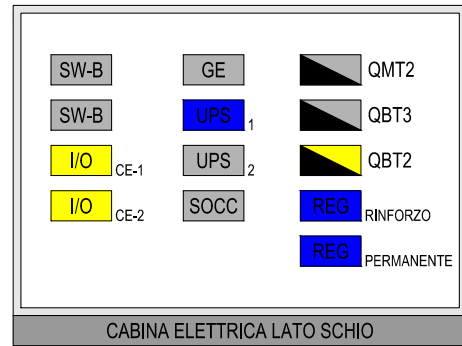 SW-B GE QMT2
SW-B UPS 1 QBT3
I/O CE-1 UPS 2 QBT2
I/O CE-2 SOCC REG RINFORZO
REG PERMANENTE
CABINA ELETTRICA LATO SCHIO